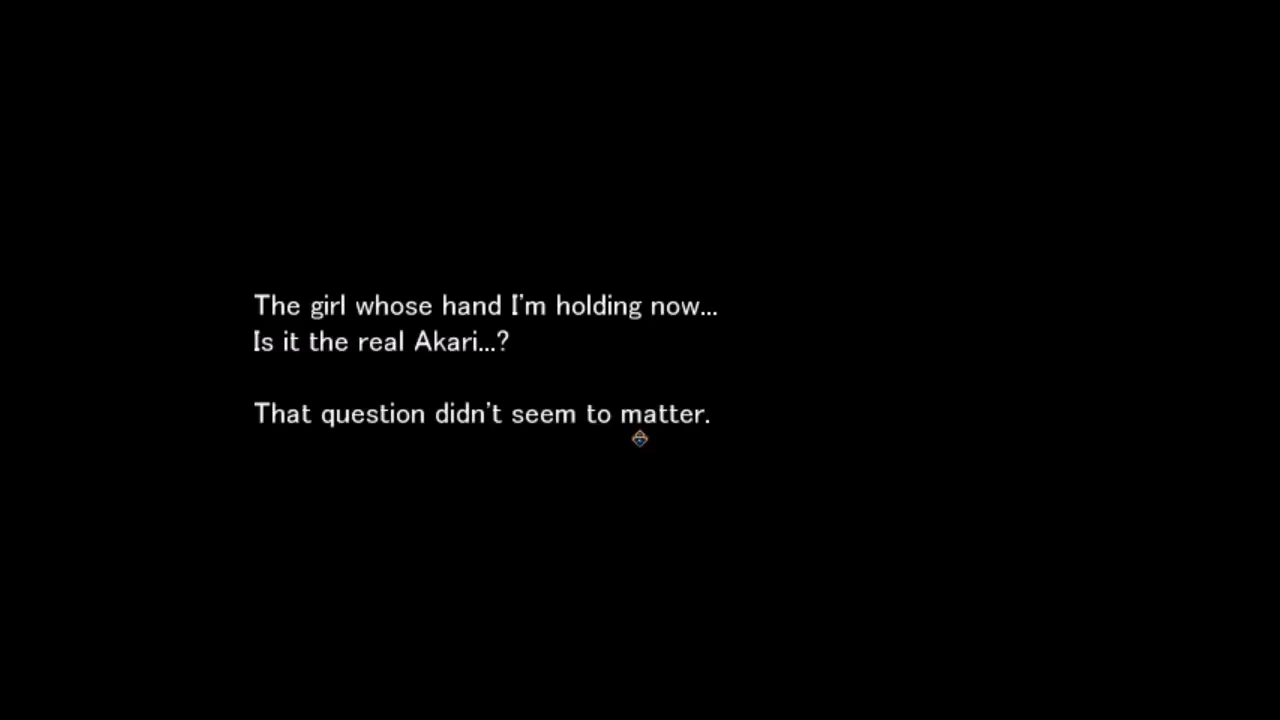 The girl whose hand I'm holding now...
Is it the real Akari...?
That question didn't seem to matter.